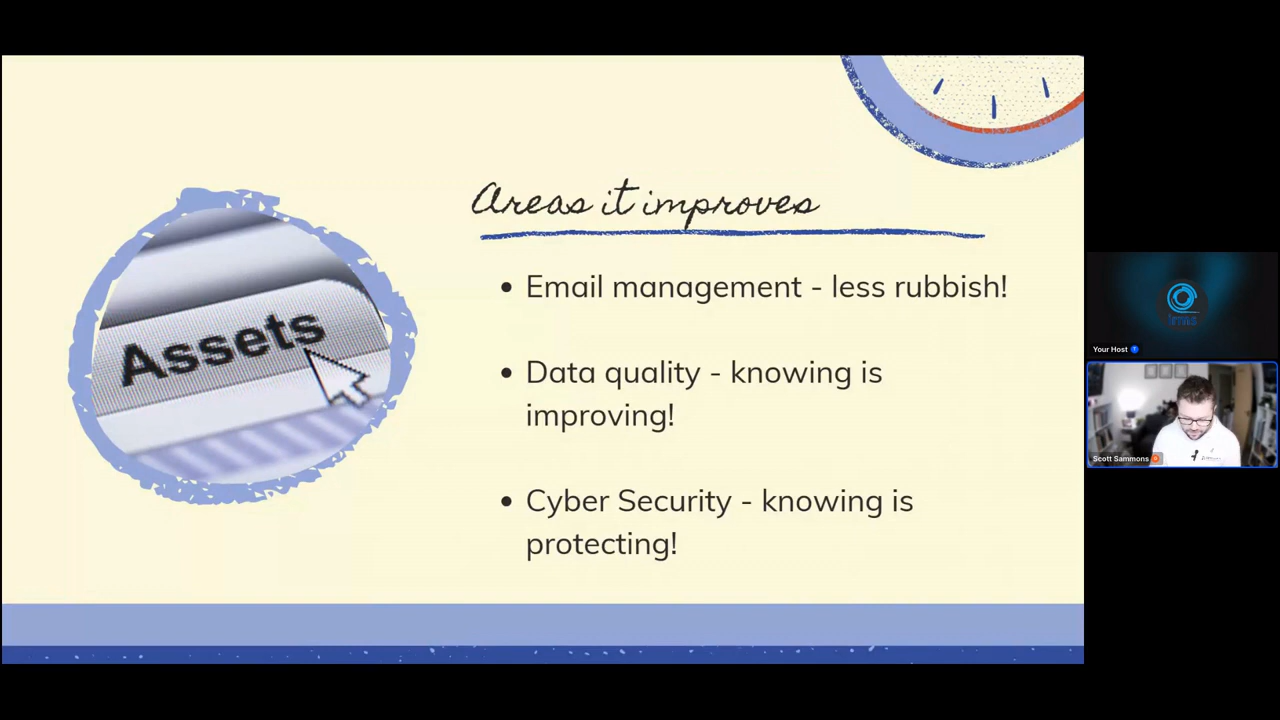 Areas it improves
Assets
Email management - less rubbish!
Data quality - knowing is
improving!
Cyber Security - knowing is
protecting!
Your Host
Scott Sammons
irms